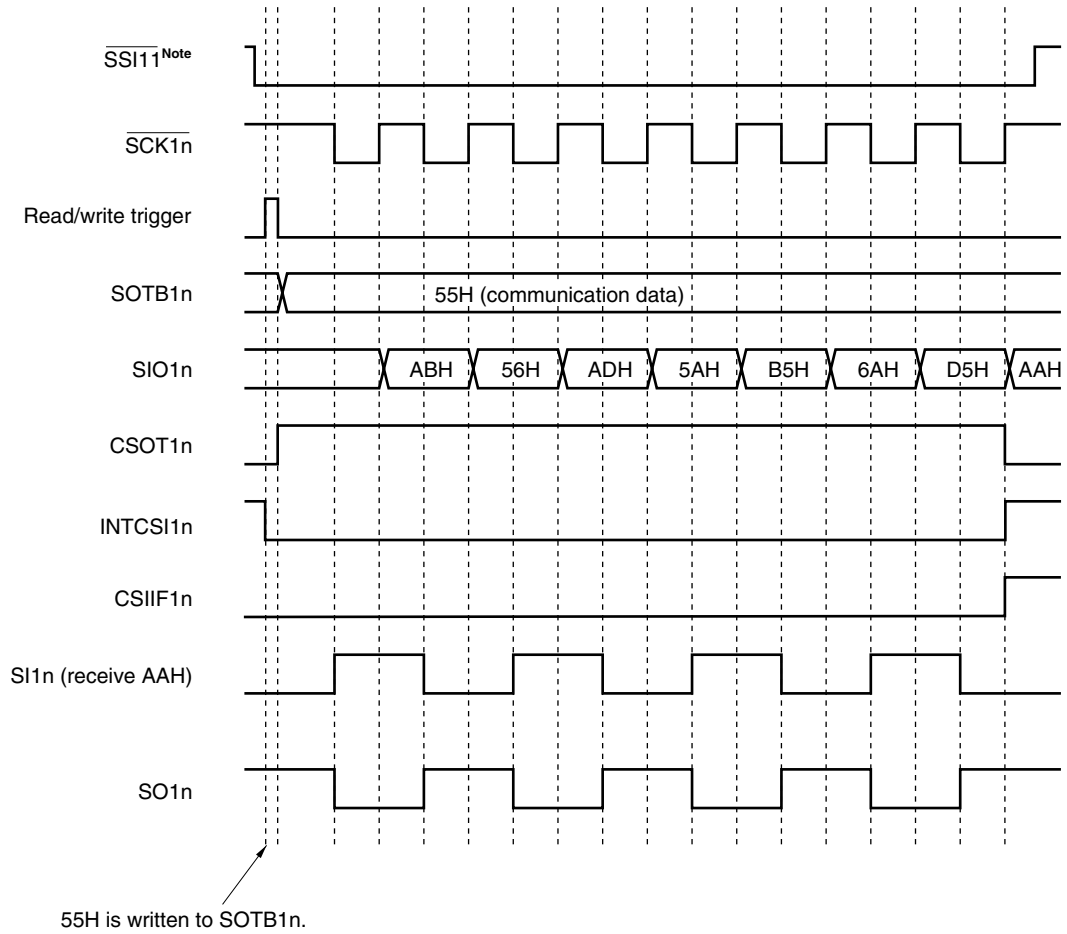 SSI11Note
SCK1n
Read/write trigger
SOTB1n
55H (communication data)
SIO1n
ABH 56H ADH 5AH B5H 6AH D5H AAH
CSOT1n
INTCSI1n
CSIIF1n
SI1n (receive AAH)
SO1n
55H is written to SOTB1n.